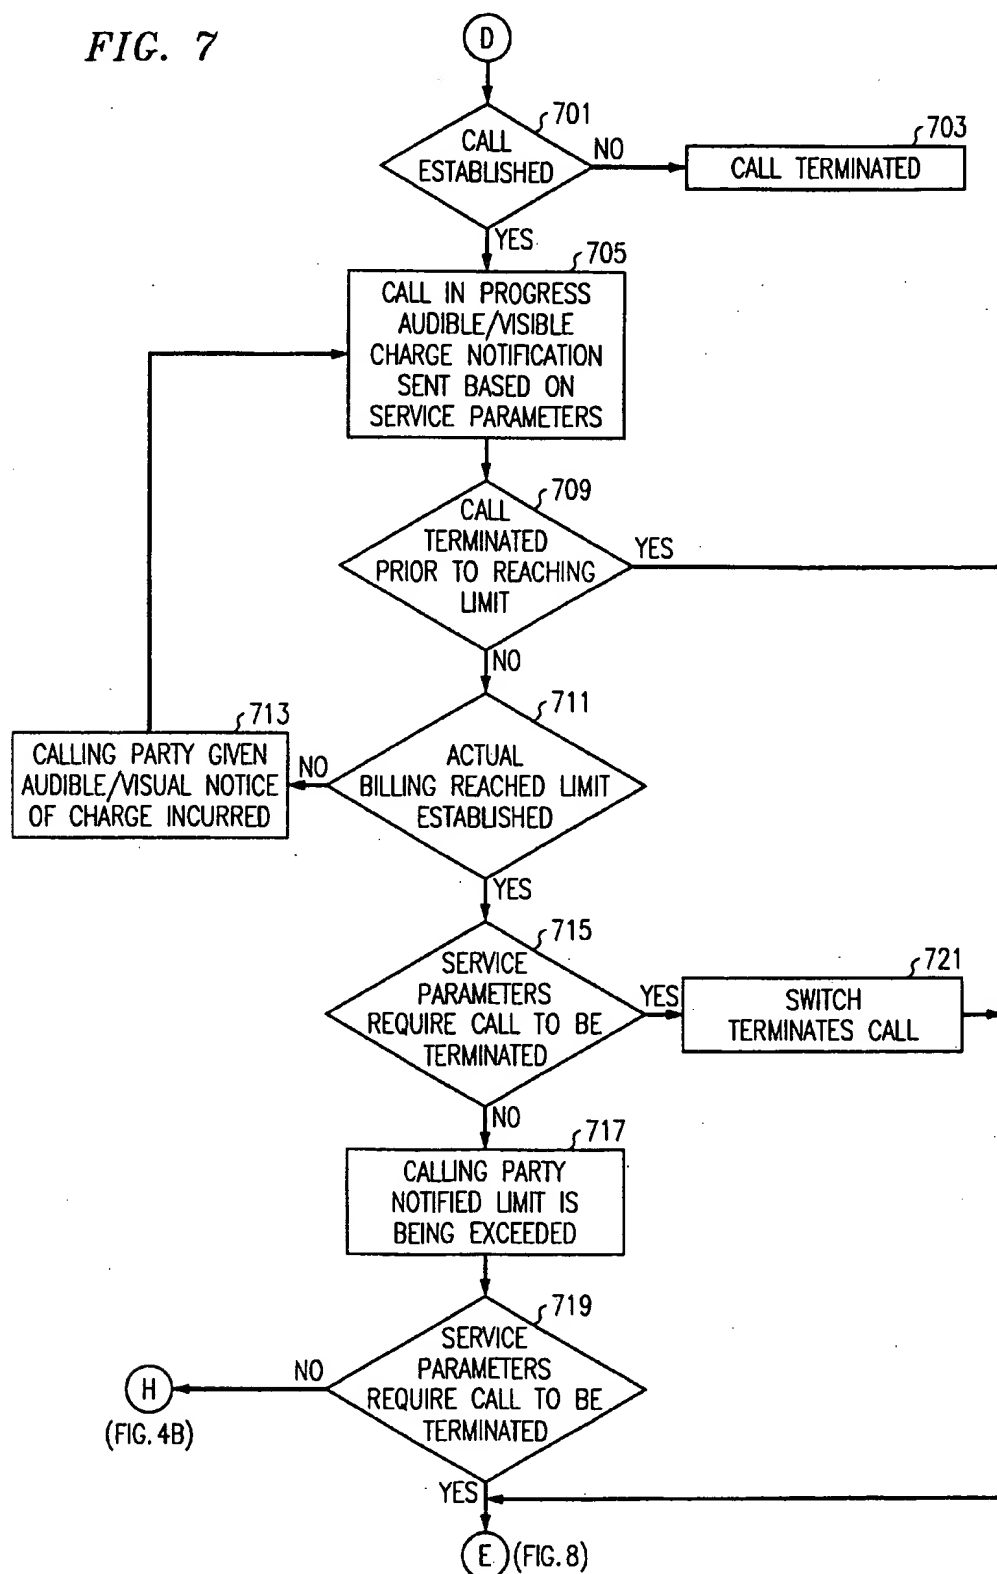 FIG. 7
D
701
CALL
ESTABLISHED
NO
703
CALL TERMINATED
YES
705
CALL IN PROGRESS
AUDIBLE/VISIBLE
CHARGE NOTIFICATION
SENT BASED ON
SERVICE PARAMETERS
709
CALL
TERMINATED
PRIOR TO REACHING
LIMIT
YES
NO
711
ACTUAL
BILLING REACHED LIMIT
ESTABLISHED
NO
713
CALLING PARTY GIVEN
AUDIBLE/VISUAL NOTICE
OF CHARGE INCURRED
YES
715
SERVICE
PARAMETERS
REQUIRE CALL TO BE
TERMINATED
YES
721
SWITCH
TERMINATES CALL
NO
717
CALLING PARTY
NOTIFIED LIMIT IS
BEING EXCEEDED
719
SERVICE
PARAMETERS
REQUIRE CALL TO BE
TERMINATED
NO
H
(FIG. 4B)
YES
E (FIG. 8)